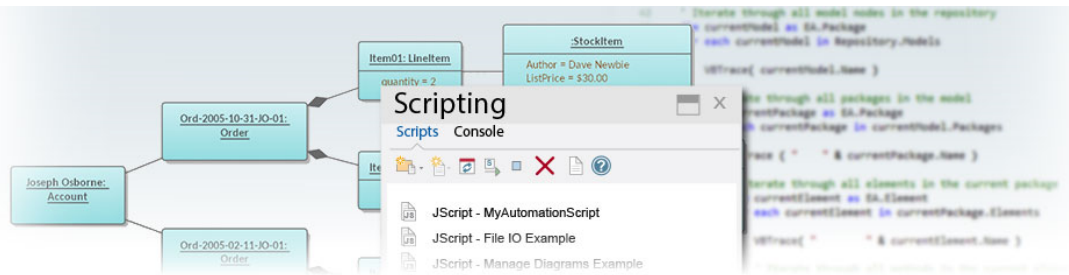 Joseph Osborne:
Account
Ord-2005-10-31-JO-01:
Order
Ord-2005-02-11-JO-01:
Order
Item01: LineItem
quantity = 2
:StockItem
Author = Dave Newbie
ListPrice = $30.00
Ite
Scripting
Scripts Console
JScript - MyAutomationScript
JScript - File IO Example
JScript - Manage Diagrams Example
' Iterate through all model nodes in the repository
currentModel as EA.Package
each currentModel in Repository.Models
VBTrace( currentModel.Name )
through all packages in the model
currentPackage in currentModel.Packages
" & currentPackage.Name )
through all elements in the current package
currentElement as EA.Element
each currentElement in currentPackage.Elements
VBTrace( " " & currentElement.Name )